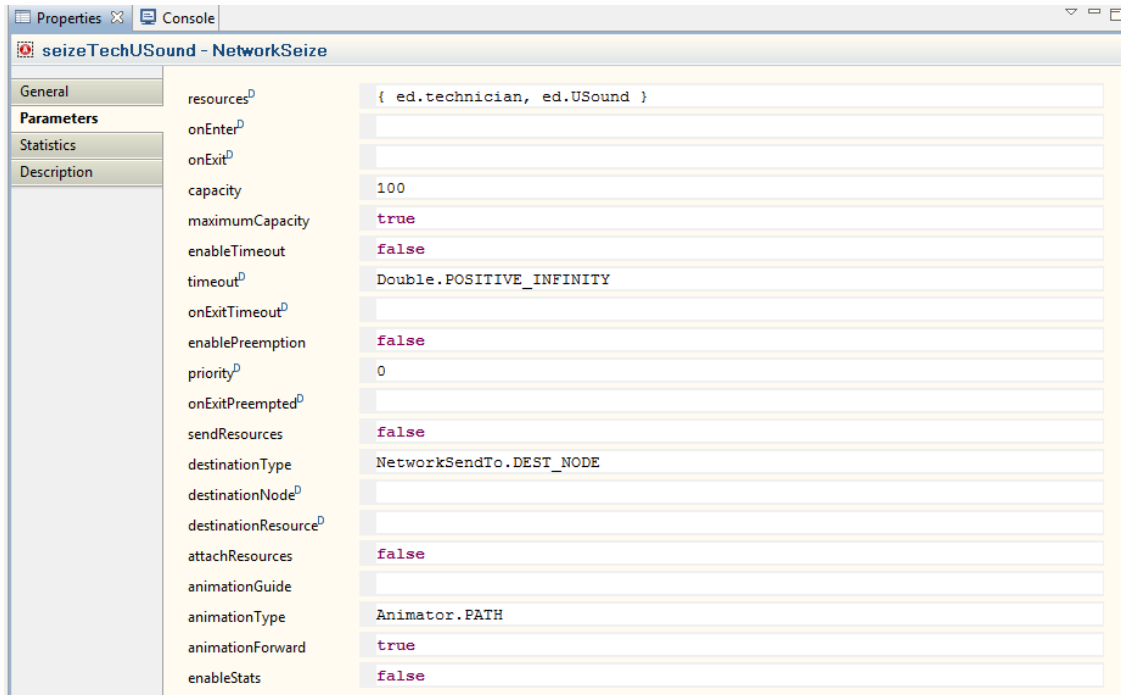 Properties Console
seizeTechUSound - NetworkSeize
General
Parameters
Statistics
Description
resourcesD { ed.technician, ed.USound }
onEnterD
onExitD
capacity 100
maximumCapacity true
enableTimeout false
timeoutD Double.POSITIVE_INFINITY
onExitTimeoutD
enablePreemption false
priorityD 0
onExitPreemptedD
sendResources false
destinationType NetworkSendTo.DEST_NODE
destinationNodeD
destinationResourceD
attachResources false
animationGuide
animationType Animator.PATH
animationForward true
enableStats false